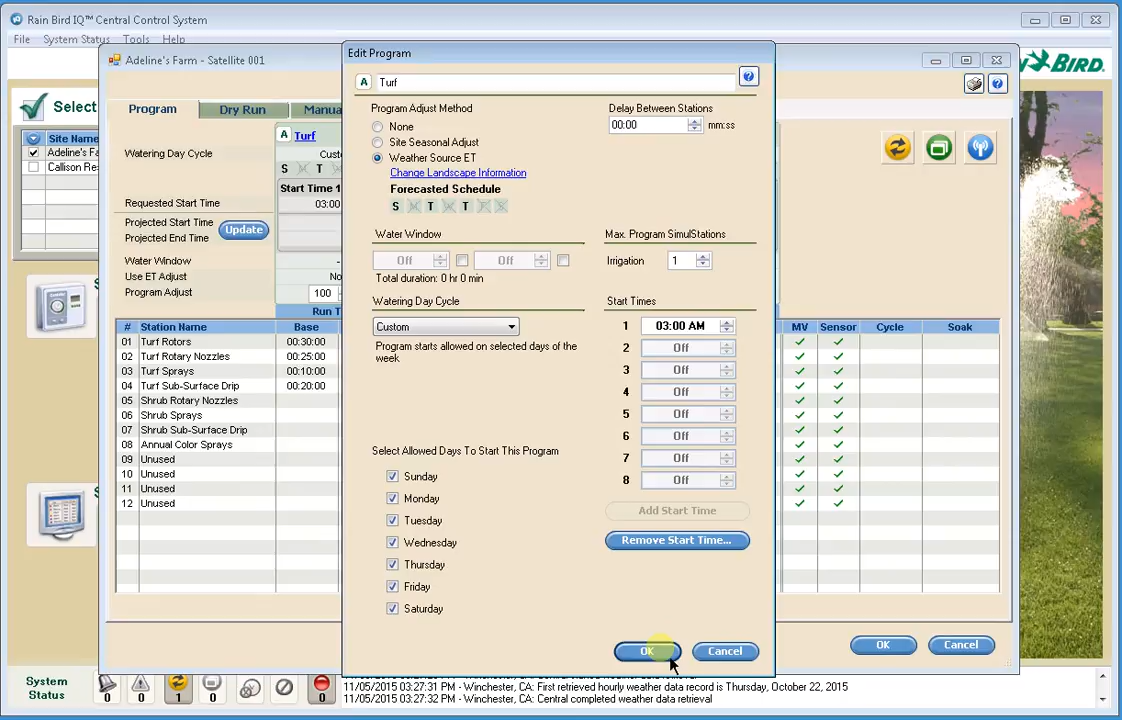 Rain Bird IQ™ Central Control System
File System Status Tools Help
Adeline's Farm - Satellite 001
BIRD.
Select
Site Name
Adeline's Fa
Callison Res
Program Dry Run Manua
A Turf
Watering Day Cycle
Custo
S M T
Start Time 1
Requested Start Time
03:00
Projected Start Time
Projected End Time
Update
Water Window
-
Use ET Adjust
No
Program Adjust
100
Run T
# Station Name Base
01 Turf Rotors 00:30:00
02 Turf Rotary Nozzles 00:25:00
03 Turf Sprays 00:10:00
04 Turf Sub-Surface Drip 00:20:00
05 Shrub Rotary Nozzles
06 Shrub Sprays
07 Shrub Sub-Surface Drip
08 Annual Color Sprays
09 Unused
10 Unused
11 Unused
12 Unused
Edit Program
A Turf
Program Adjust Method
None
Site Seasonal Adjust
Weather Source ET
Change Landscape Information
Forecasted Schedule
S M T W T F S
Delay Between Stations
00:00 mm:ss
Water Window
Off Off
Total duration: 0 hr 0 min
Max. Program SimulStations
Irrigation 1
Watering Day Cycle
Custom
Program starts allowed on selected days of the
week
Select Allowed Days To Start This Program
Sunday
Monday
Tuesday
Wednesday
Thursday
Friday
Saturday
Start Times
1 03:00 AM
2 Off
3 Off
4 Off
5 Off
6 Off
7 Off
8 Off
Add Start Time
Remove Start Time...
OK Cancel
MV Sensor Cycle Soak
OK Cancel
System
Status
0 0 1 0 0
11/05/2015 03:27:31 PM - Winchester, CA: First retrieved hourly weather data record is Thursday, October 22, 2015
11/05/2015 03:27:32 PM - Winchester, CA: Central completed weather data retrieval